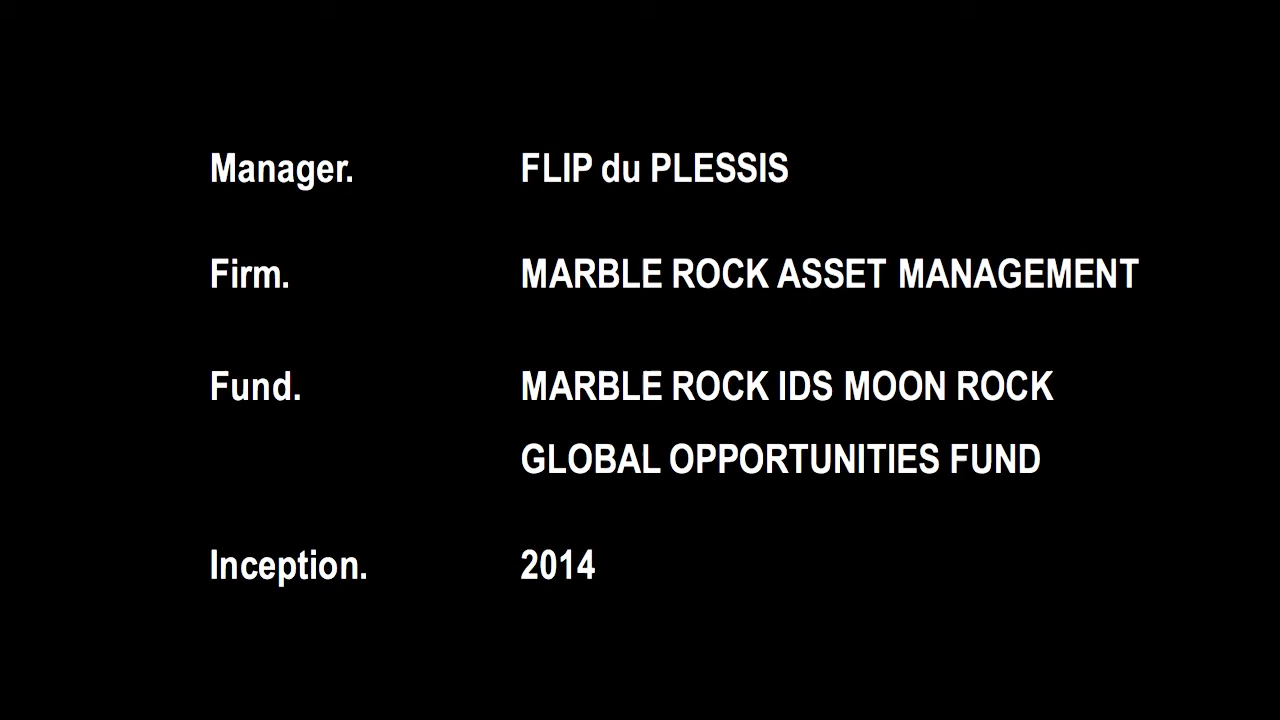 Manager. FLIP du PLESSIS
Firm. MARBLE ROCK ASSET MANAGEMENT
Fund. MARBLE ROCK IDS MOON ROCK
GLOBAL OPPORTUNITIES FUND
Inception. 2014